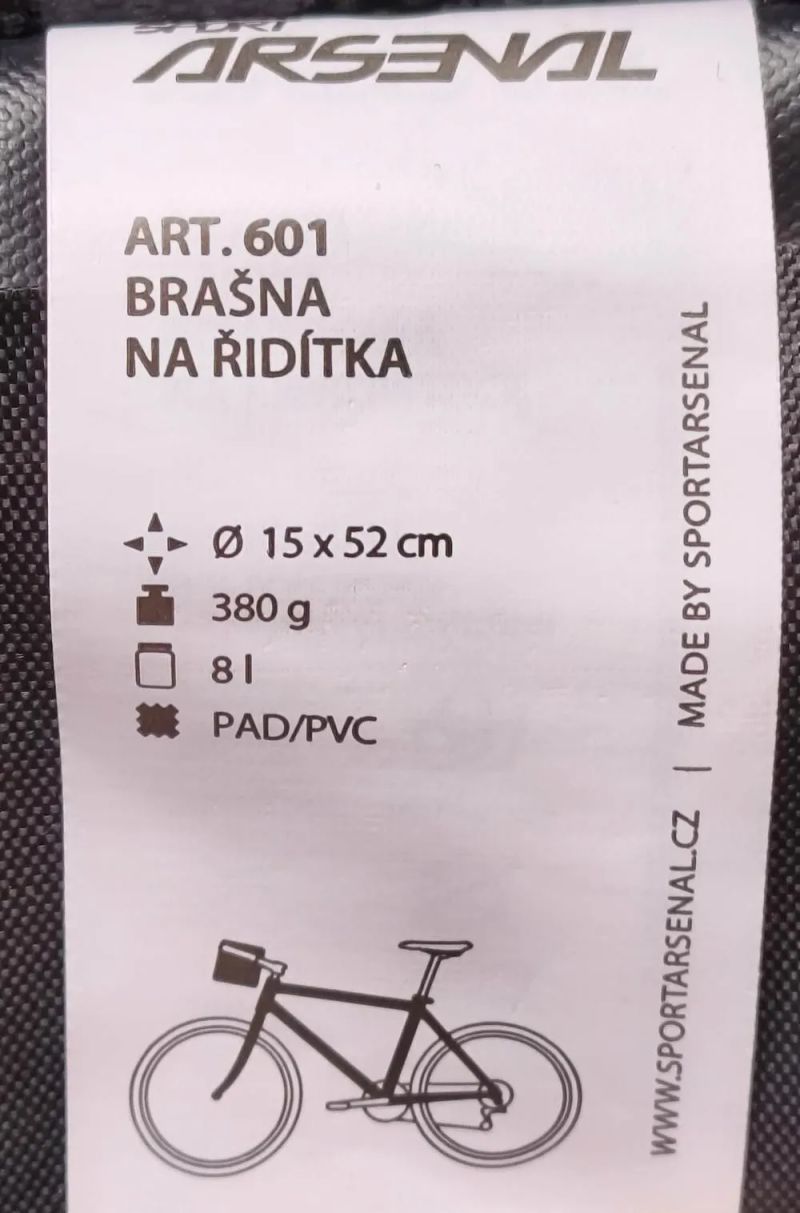 SPORT
ARSENAL
ART. 601
BRAŠNA
NA ŘIDÍTKA
Ø 15 x 52 cm
380 g
8 l
PAD/PVC
WWW.SPORTARSENAL.CZ | MADE BY SPORTARSENAL